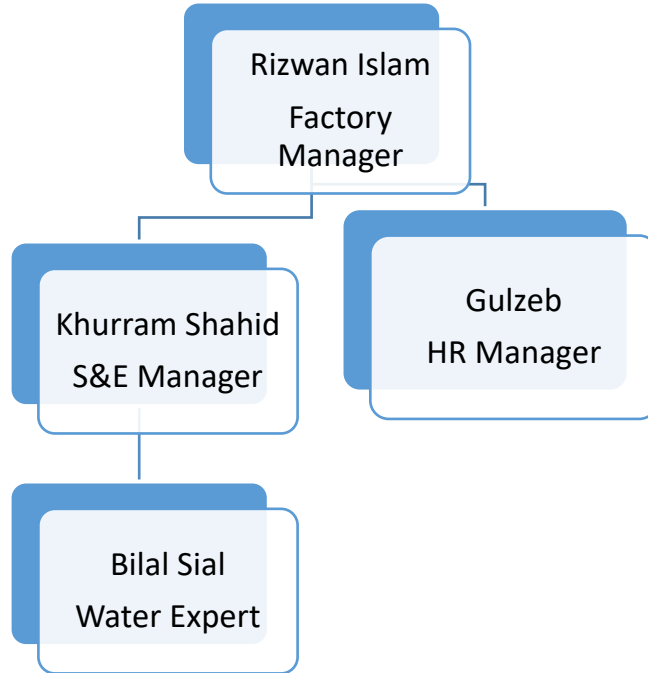 Rizwan Islam
Factory
Manager
Khurram Shahid
S&E Manager
Gulzeb
HR Manager
Bilal Sial
Water Expert